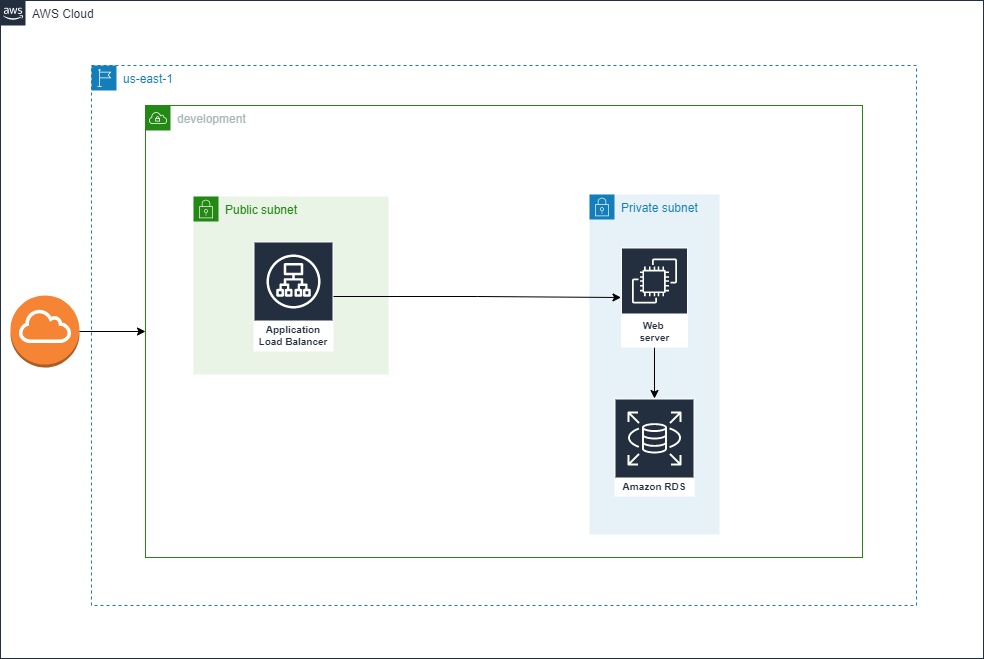 aws
AWS Cloud
us-east-1
development
Public subnet
Private subnet
Application
Load Balancer
Web
server
Amazon RDS